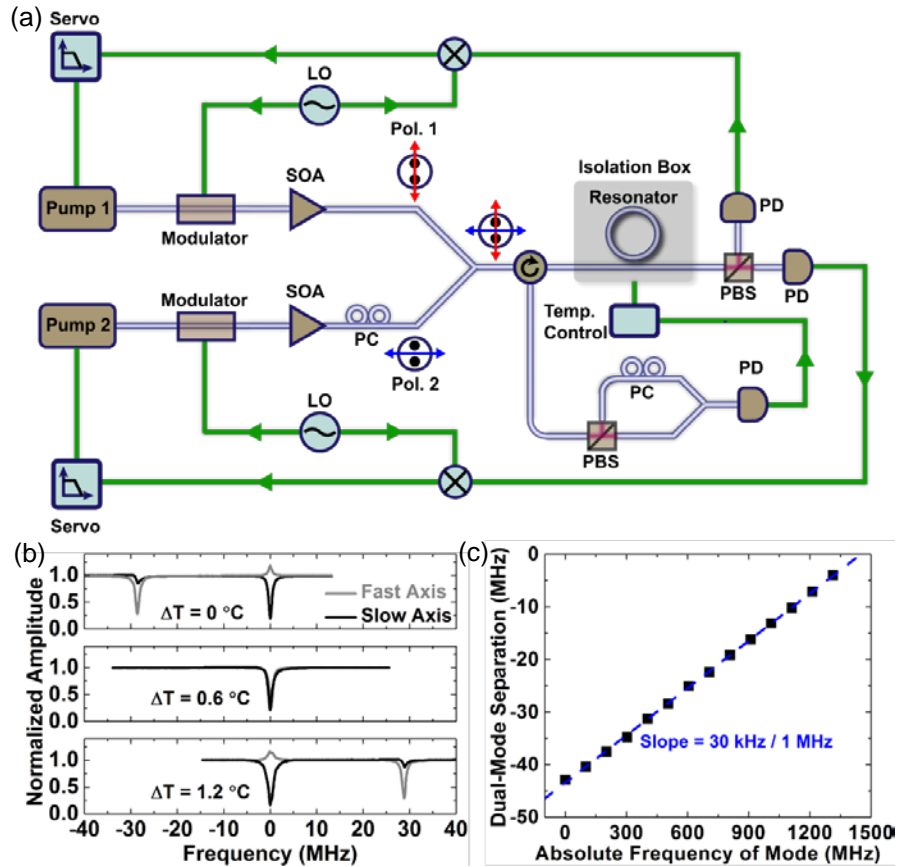 (a)
Servo
LO
Pol. 1
SOA
Isolation Box
Resonator
PD
Pump 1
Modulator
PBS
PD
Modulator
SOA
Temp.
Control
Pump 2
PC
Pol. 2
PC
PD
LO
PBS
Servo
(b)
Normalized Amplitude
1.0
0.5
0.0
Fast Axis
Slow Axis
ΔT = 0 °C
1.0
0.5
0.0
ΔT = 0.6 °C
1.0
0.5
0.0
ΔT = 1.2 °C
-40 -30 -20 -10 0 10 20 30 40
Frequency (MHz)
(c)
Dual-Mode Separation (MHz)
0
-10
-20
-30
-40
-50
Slope = 30 kHz / 1 MHz
0 300 600 900 1200 1500
Absolute Frequency of Mode (MHz)